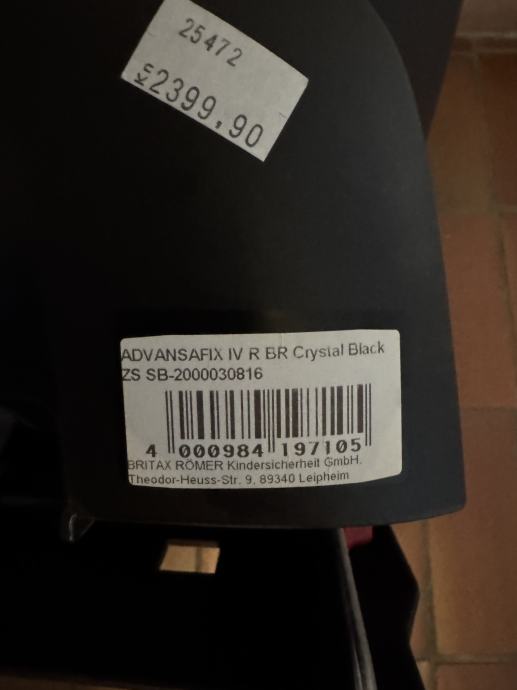 25472
KN2399,90
ADVANSAFIX IV R BR Crystal Black
ZS SB-2000030816
4 000984 197105
BRITAX RÖMER Kindersicherheit GmbH.
Theodor-Heuss-Str. 9, 89340 Leipheim